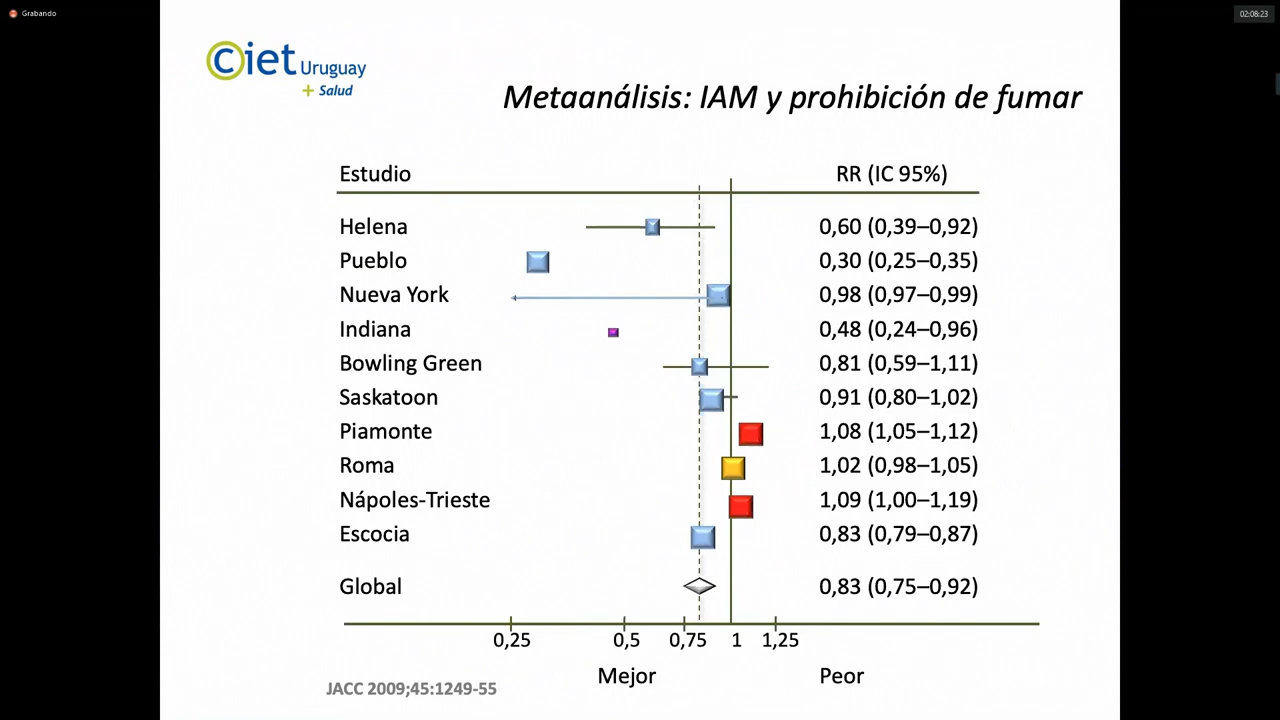 Grabando
02:08:23
ciet Uruguay
+ Salud
Metaanálisis: IAM y prohibición de fumar
Estudio RR (IC 95%)
Helena 0,60 (0,39–0,92)
Pueblo 0,30 (0,25–0,35)
Nueva York 0,98 (0,97–0,99)
Indiana 0,48 (0,24–0,96)
Bowling Green 0,81 (0,59–1,11)
Saskatoon 0,91 (0,80–1,02)
Piamonte 1,08 (1,05–1,12)
Roma 1,02 (0,98–1,05)
Nápoles-Trieste 1,09 (1,00–1,19)
Escocia 0,83 (0,79–0,87)
Global 0,83 (0,75–0,92)
0,25 0,5 0,75 1 1,25
Mejor Peor
JACC 2009;45:1249-55